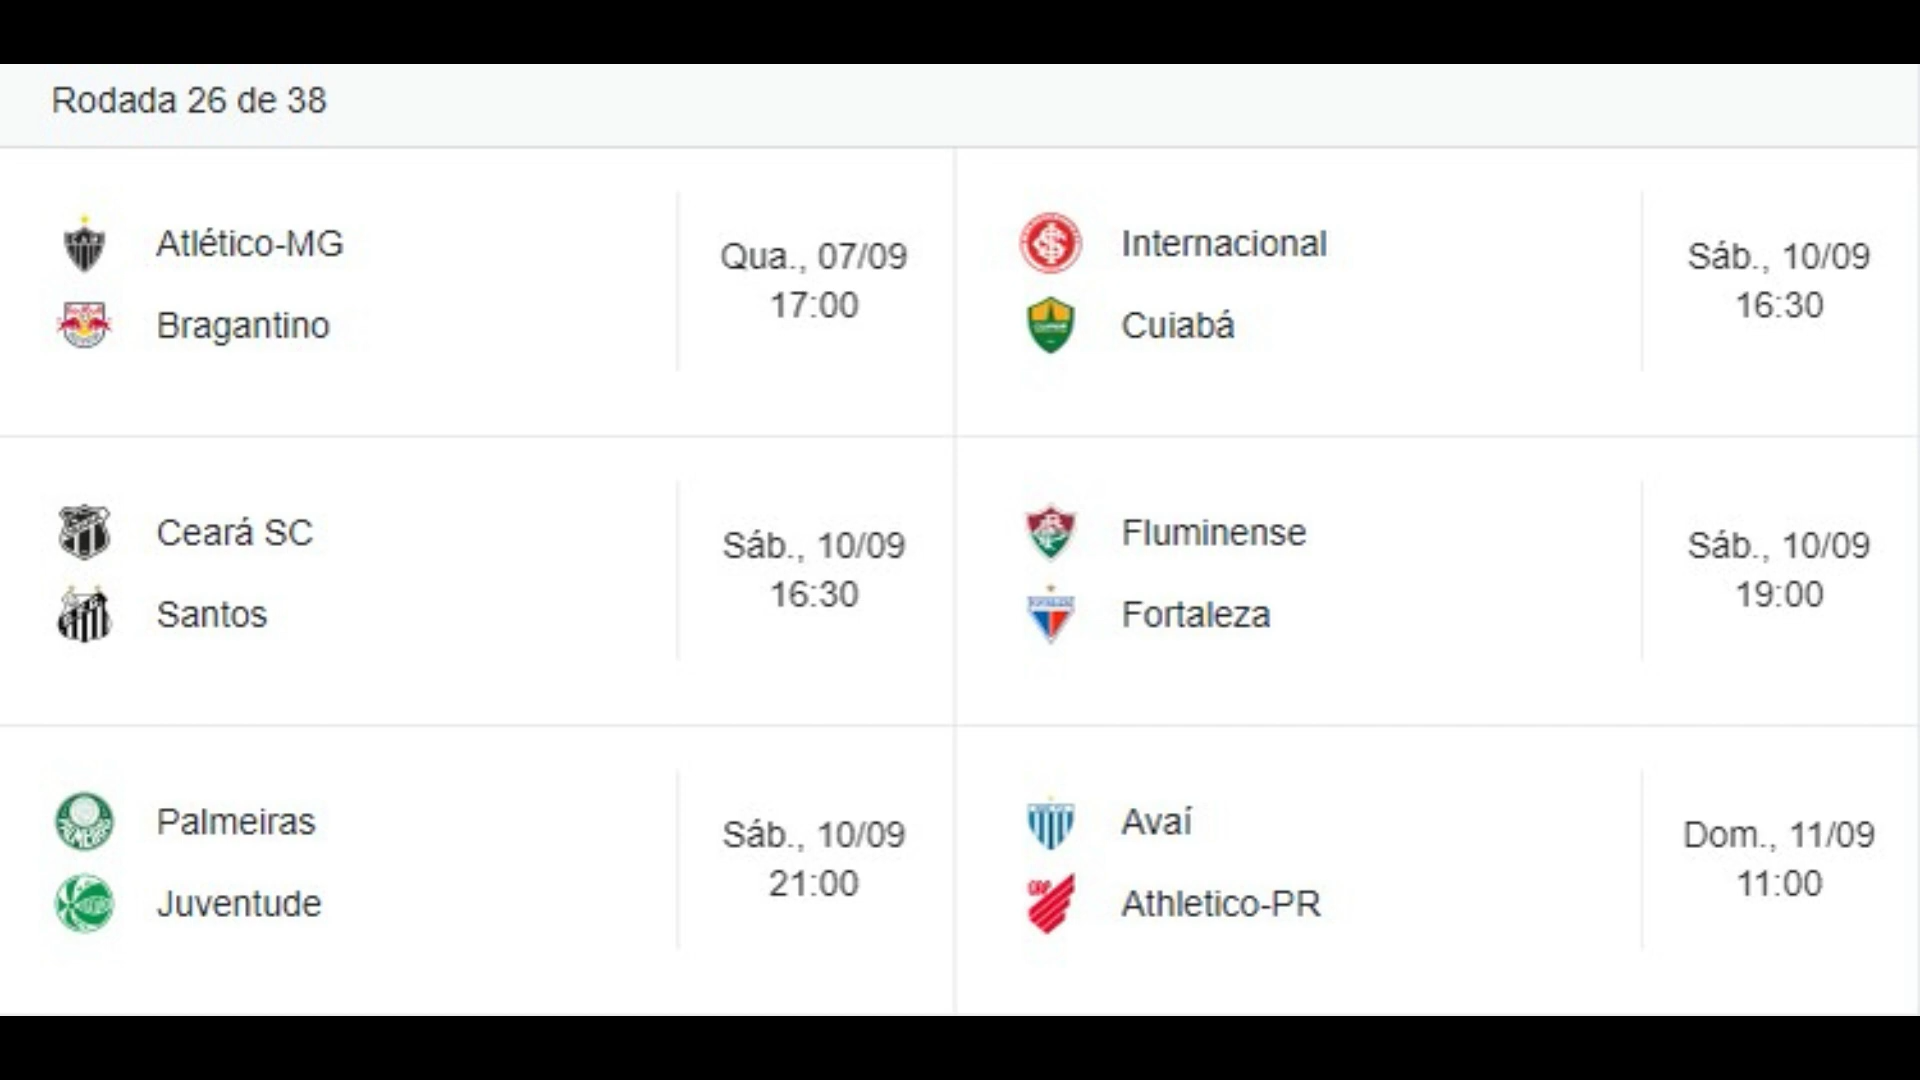 Rodada 26 de 38
Atlético-MG
Bragantino
Qua., 07/09
17:00
Internacional
Cuiabá
Sáb., 10/09
16:30
Ceará SC
Santos
Sáb., 10/09
16:30
Fluminense
Fortaleza
Sáb., 10/09
19:00
Palmeiras
Juventude
Sáb., 10/09
21:00
Avaí
Athletico-PR
Dom., 11/09
11:00